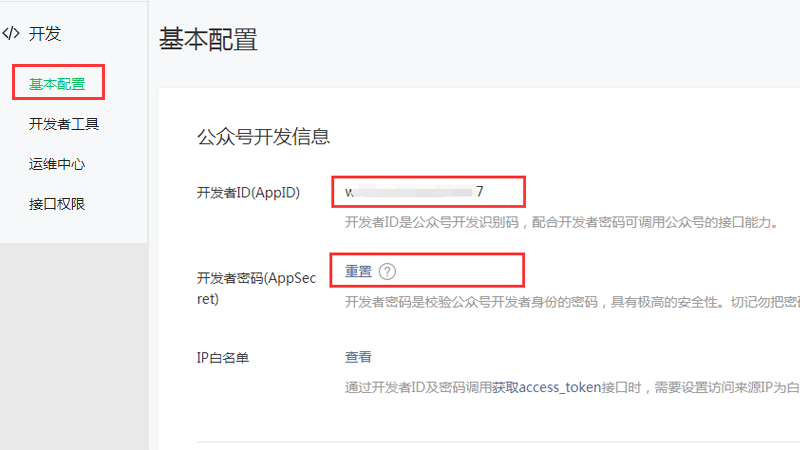 开发
基本配置
开发者工具
运维中心
接口权限
基本配置
公众号开发信息
开发者ID(AppID)
w 7
开发者ID是公众号开发识别码，配合开发者密码可调用公众号的接口能力。
开发者密码(AppSec
ret)
重置 ?
开发者密码是校验公众号开发者身份的密码，具有极高的安全性。切记勿把密
IP白名单
查看
通过开发者ID及密码调用获取access_token接口时，需要设置访问来源IP为白